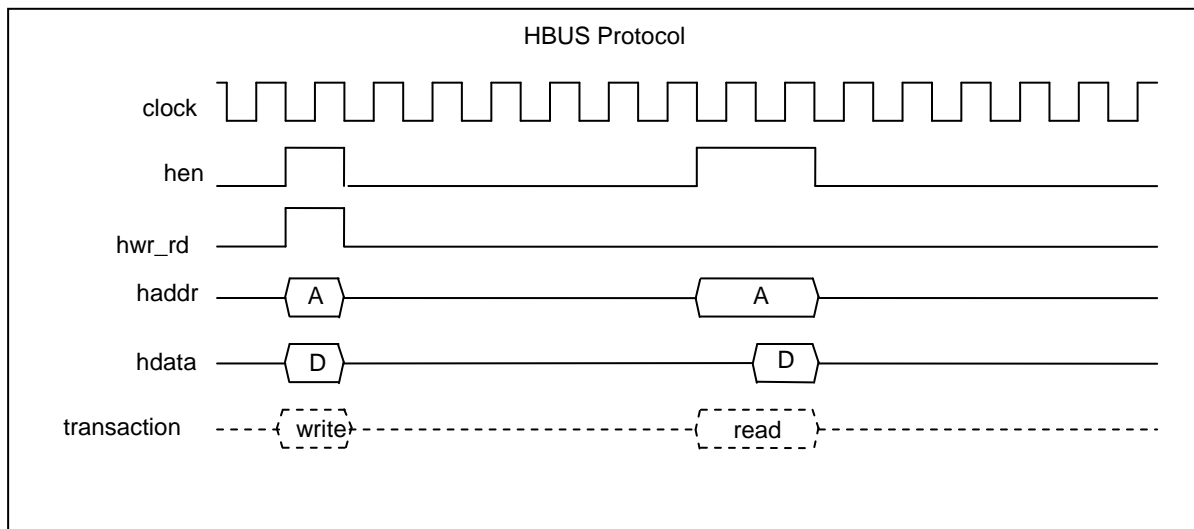 HBUS Protocol
clock
hen
hwr_rd
haddr A A
hdata D D
transaction write read